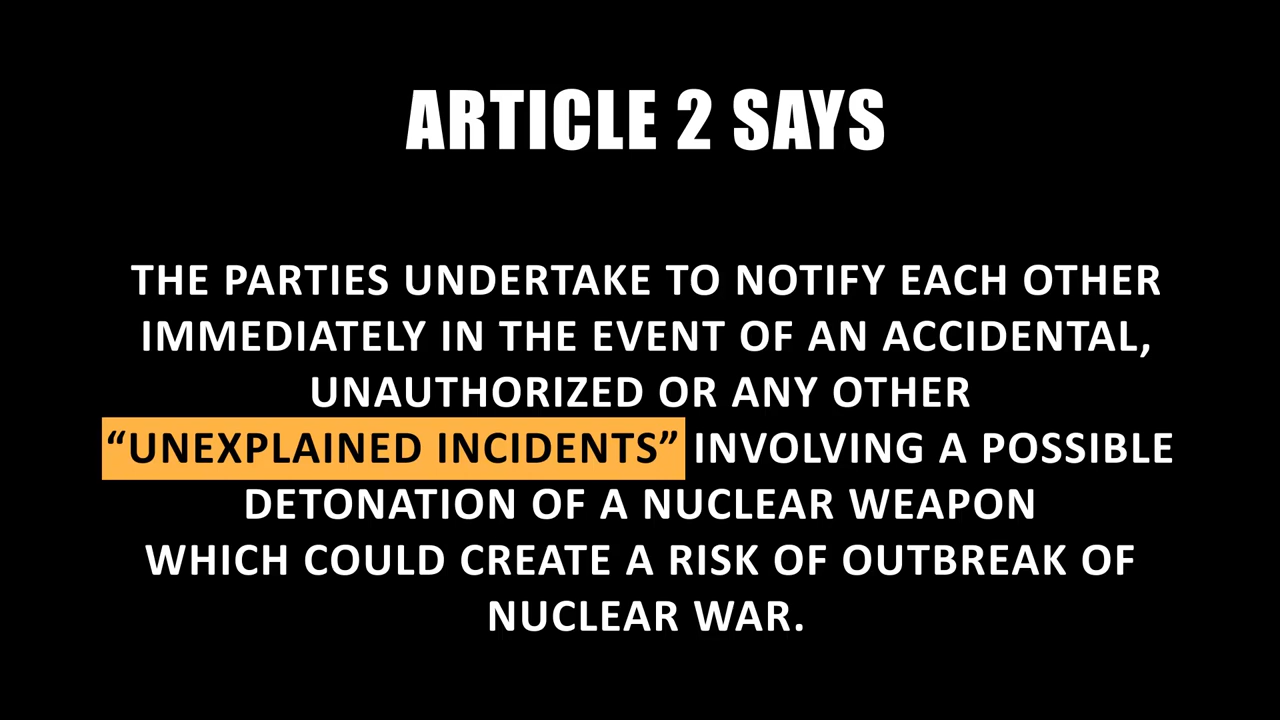 ARTICLE 2 SAYS
THE PARTIES UNDERTAKE TO NOTIFY EACH OTHER
IMMEDIATELY IN THE EVENT OF AN ACCIDENTAL,
UNAUTHORIZED OR ANY OTHER
“UNEXPLAINED INCIDENTS” INVOLVING A POSSIBLE
DETONATION OF A NUCLEAR WEAPON
WHICH COULD CREATE A RISK OF OUTBREAK OF
NUCLEAR WAR.